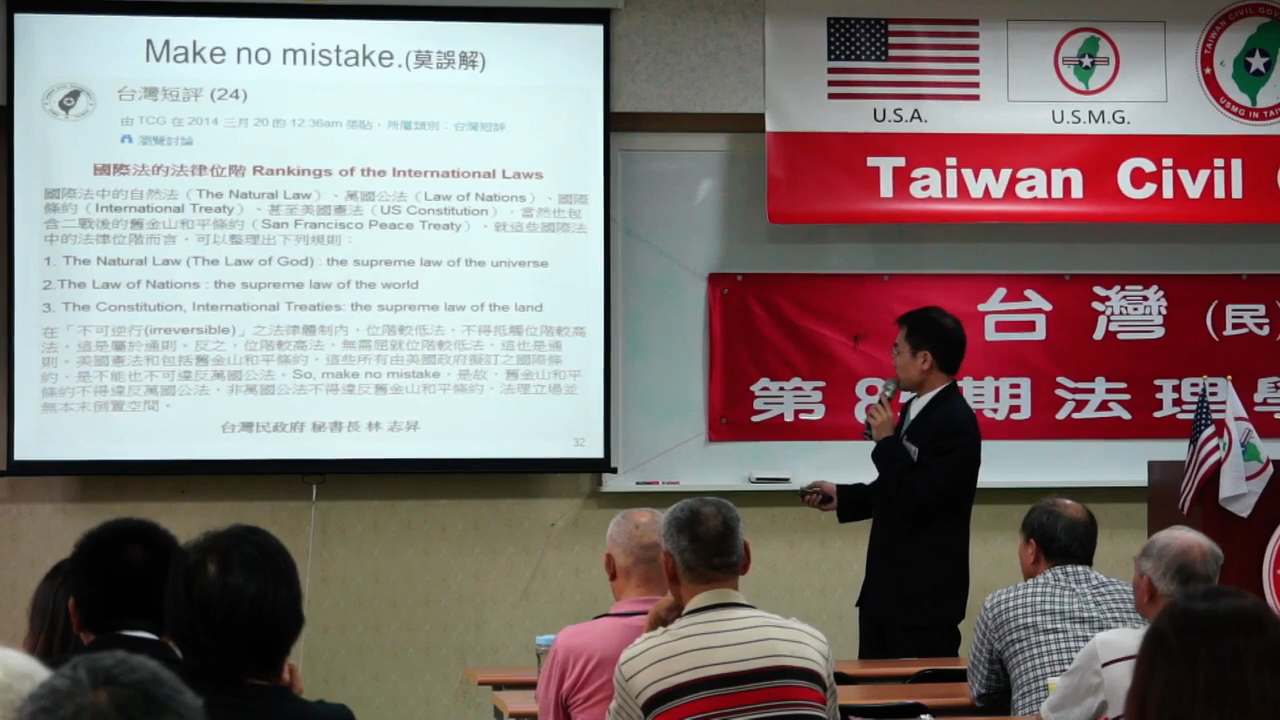 Make no mistake.(莫誤解)
台灣短評 (24)
由 TCG 在 2014 三月 20 的 12:36am 張貼，所屬類別：台灣短評
瀏覽討論
國際法的法律位階 Rankings of the International Laws
國際法中的自然法（The Natural Law）、萬國公法（Law of Nations）、國際
條約（International Treaty）、甚至美國憲法（US Constitution），當然也包
含二戰後的舊金山和平條約（San Francisco Peace Treaty），就這些國際法
中的法律位階而言，可以整理出下列規則：
1. The Natural Law (The Law of God) : the supreme law of the universe
2.The Law of Nations : the supreme law of the world
3. The Constitution, International Treaties: the supreme law of the land
在「不可逆行(irreversible)」之法律體制內，位階較低法，不得抵觸位階較高
法，這是屬於通則。反之，位階較高法，無需屈就位階較低法，這也是通
則。美國憲法和包括舊金山和平條約，這些所有由美國政府擬訂之國際條
約，是不能也不可違反萬國公法。So, make no mistake，是故，舊金山和平
條約不得違反萬國公法，非萬國公法不得違反舊金山和平條約，法理立場並
無本末倒置空間。
台灣民政府 秘書長 林 志昇
32
U.S.A.
U.S.M.G.
TAIWAN CIVIL GOV
USMG IN TAI
Taiwan Civil
台灣(民
第8 期法理學